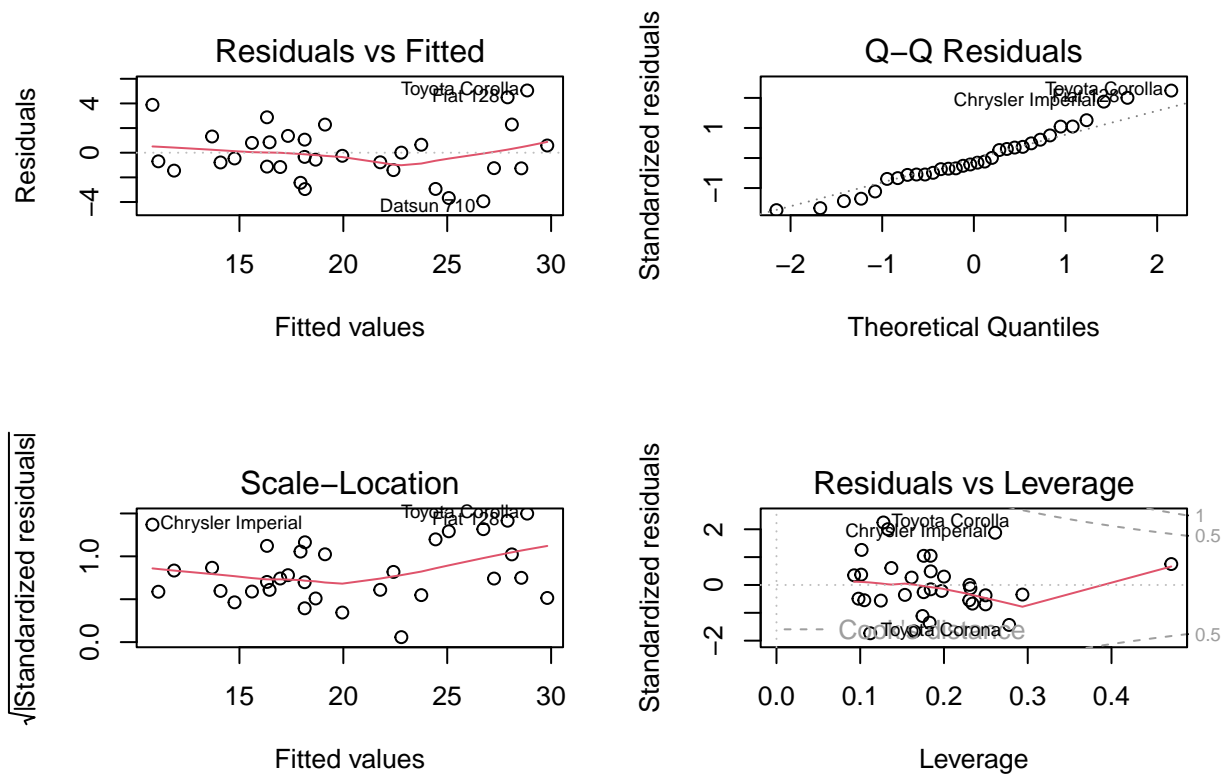 Residuals vs Fitted
Residuals
4
0
−4
Toyota Corolla
Fiat 128
Datsun 710
15 20 25 30
Fitted values
Q−Q Residuals
Standardized residuals
1
−1
Toyota Corolla
Fiat 128
Chrysler Imperial
−2 −1 0 1 2
Theoretical Quantiles
Scale−Location
√|Standardized residuals|
1.0
0.0
Toyota Corolla
Fiat 128
Chrysler Imperial
15 20 25 30
Fitted values
Residuals vs Leverage
Standardized residuals
2
0
−2
Toyota Corolla
Chrysler Imperial
Toyota Corona
Cook's distance
1
0.5
0.5
0.0 0.1 0.2 0.3 0.4
Leverage